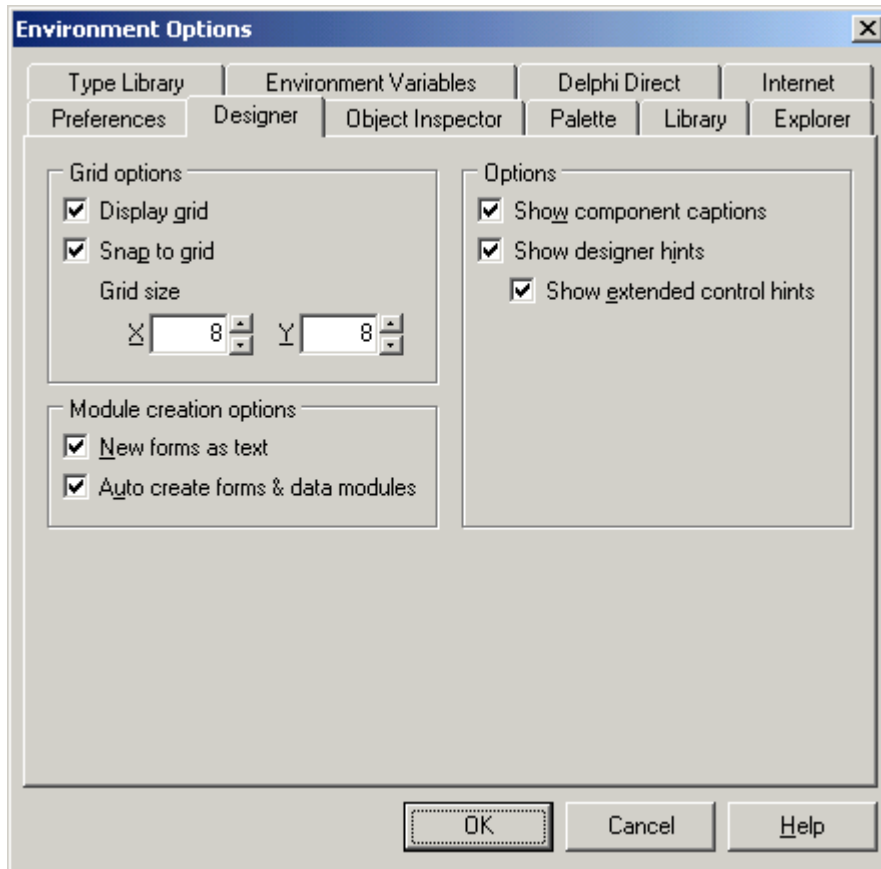 Environment Options
Type Library Environment Variables Delphi Direct Internet
Preferences Designer Object Inspector Palette Library Explorer
Grid options
Display grid
Snap to grid
Grid size
X 8 Y 8
Module creation options
New forms as text
Auto create forms & data modules
Options
Show component captions
Show designer hints
Show extended control hints
OK Cancel Help